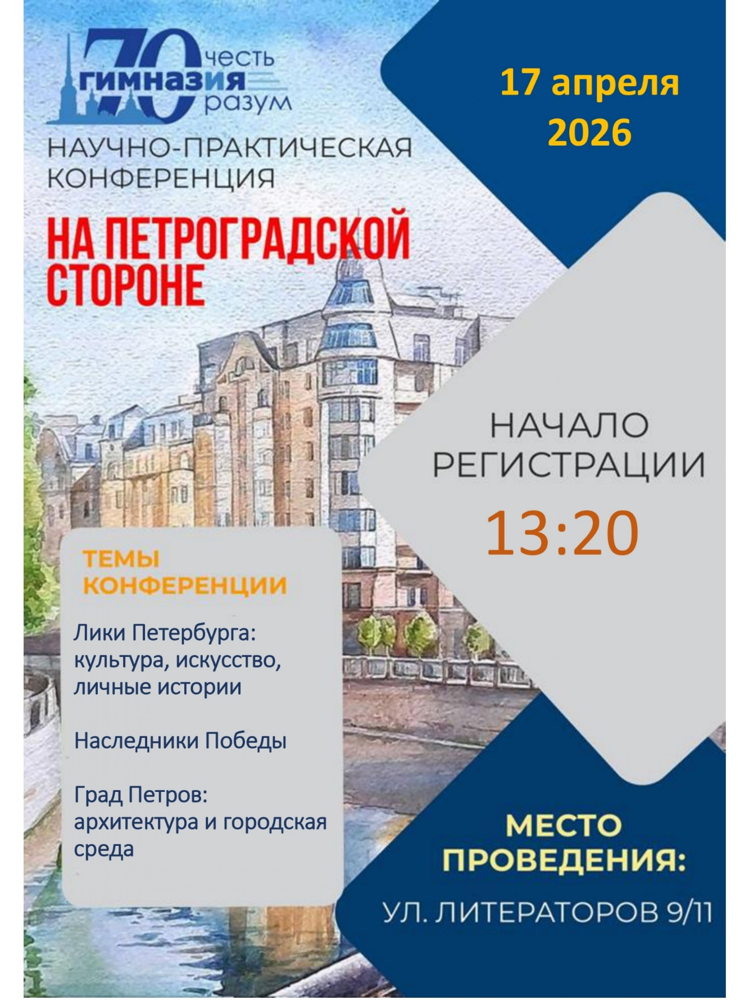 70
честь
гимназия
разум
НАУЧНО-ПРАКТИЧЕСКАЯ
КОНФЕРЕНЦИЯ
НА ПЕТРОГРАДСКОЙ
СТОРОНЕ
17 апреля
2026
НАЧАЛО
РЕГИСТРАЦИИ
13:20
ТЕМЫ
КОНФЕРЕНЦИИ
Лики Петербурга:
культура, искусство,
личные истории
Наследники Победы
Град Петров:
архитектура и городская
среда
МЕСТО
ПРОВЕДЕНИЯ:
УЛ. ЛИТЕРАТОРОВ 9/11